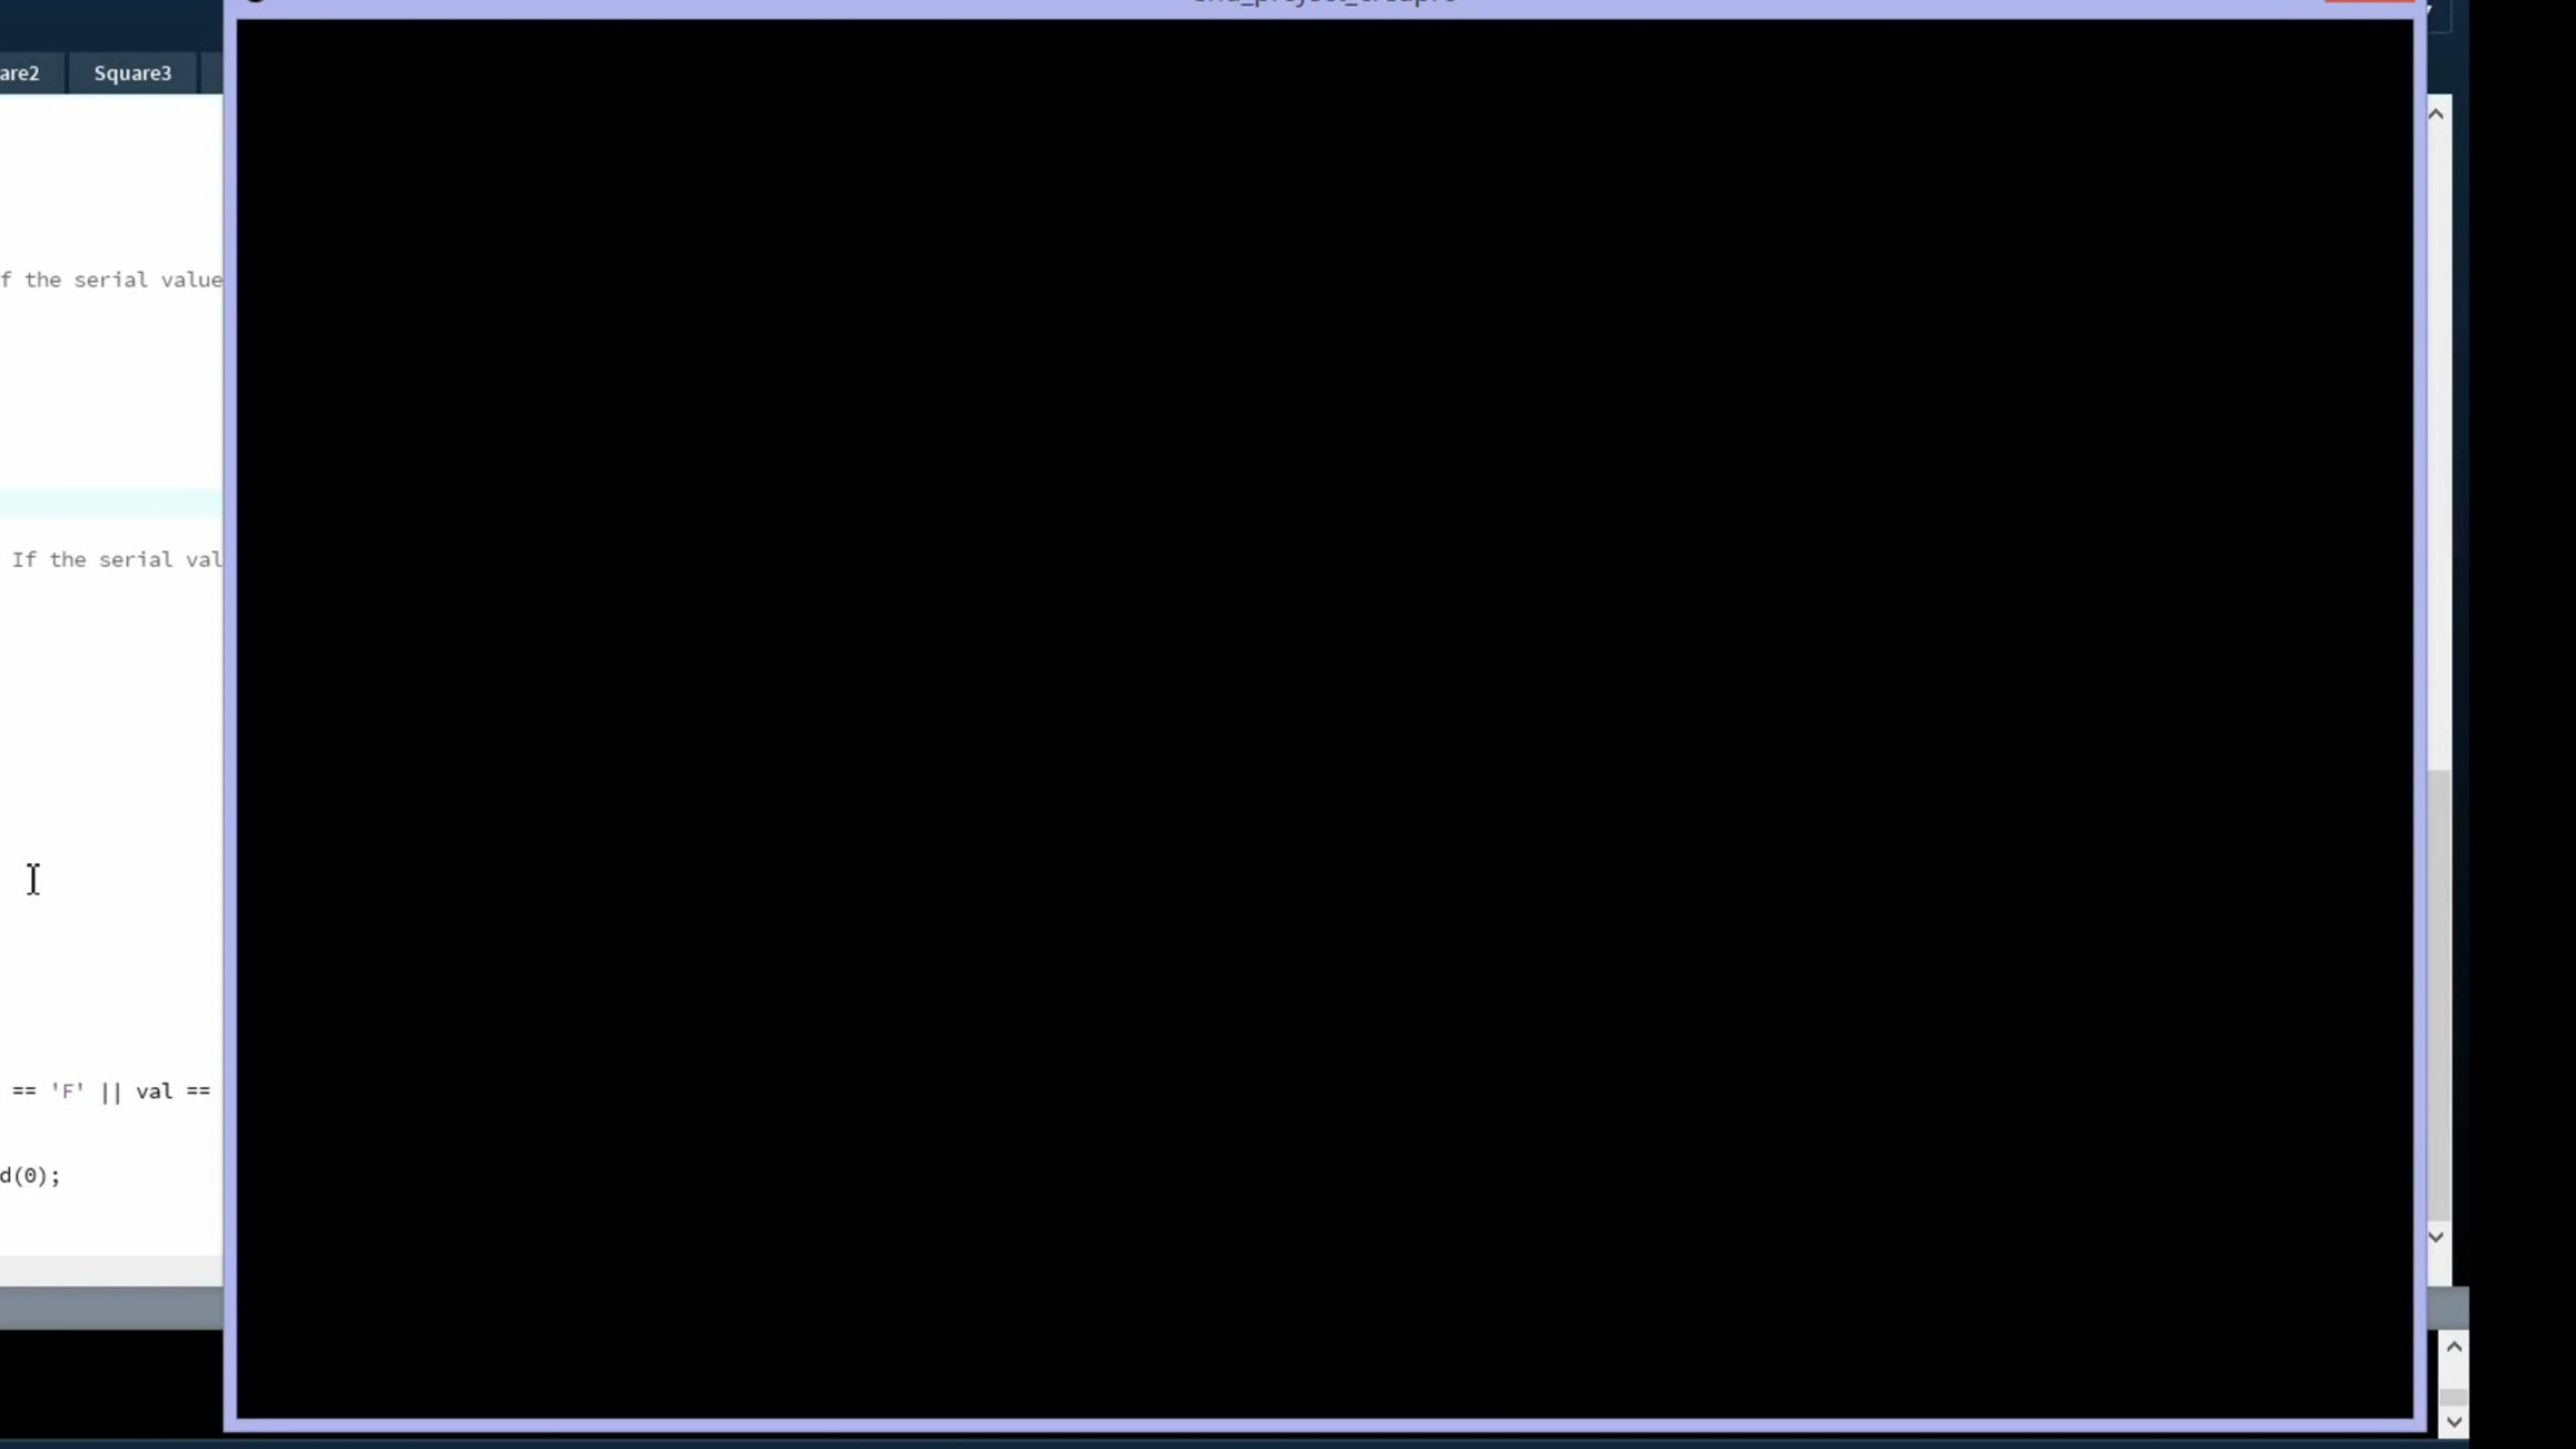 are2 Square3
f the serial value
If the serial val
== 'F' || val ==
d(0);